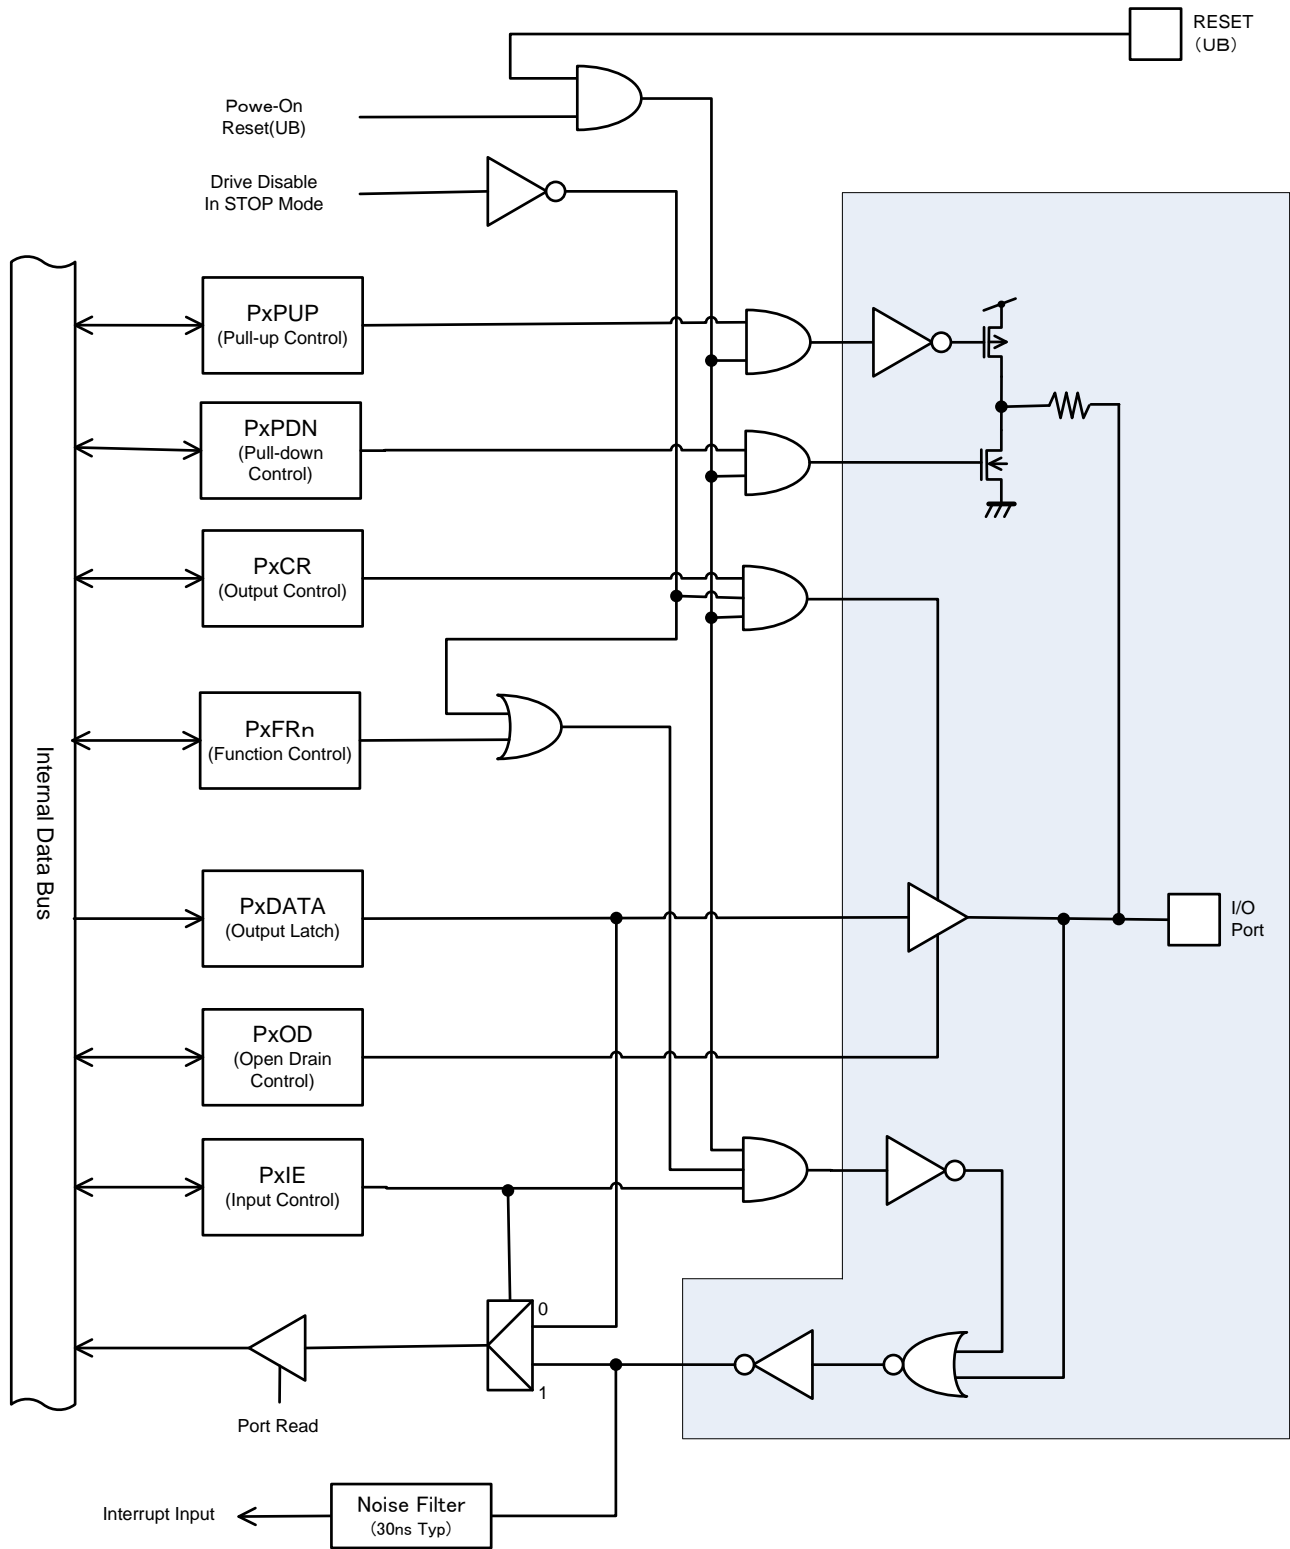 RESET
(UB)
Powe-On
Reset(UB)
Drive Disable
In STOP Mode
PxPUP
(Pull-up Control)
PxPDN
(Pull-down
Control)
PxCR
(Output Control)
PxFRn
(Function Control)
Internal Data Bus
PxDATA
(Output Latch)
I/O
Port
PxOD
(Open Drain
Control)
PxIE
(Input Control)
0
1
Port Read
Interrupt Input
Noise Filter
(30ns Typ)